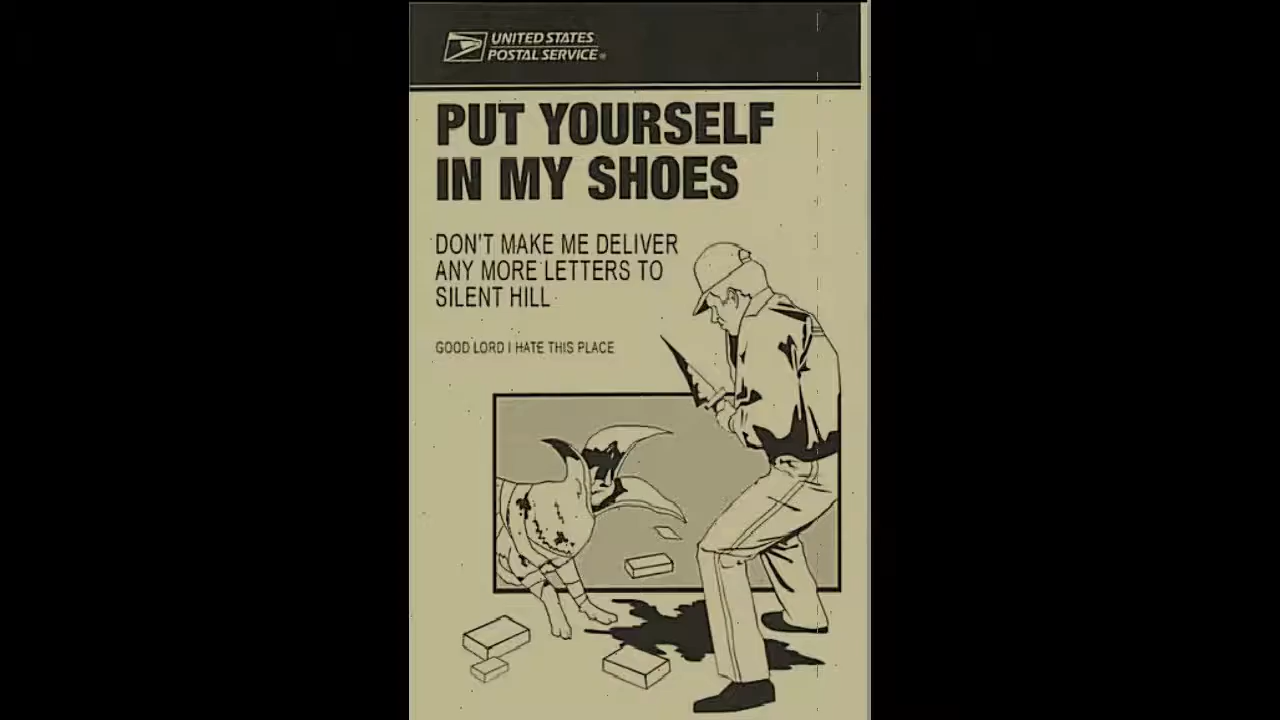 UNITED STATES
POSTAL SERVICE®
PUT YOURSELF
IN MY SHOES
DON'T MAKE ME DELIVER
ANY MORE LETTERS TO
SILENT HILL
GOOD LORD I HATE THIS PLACE